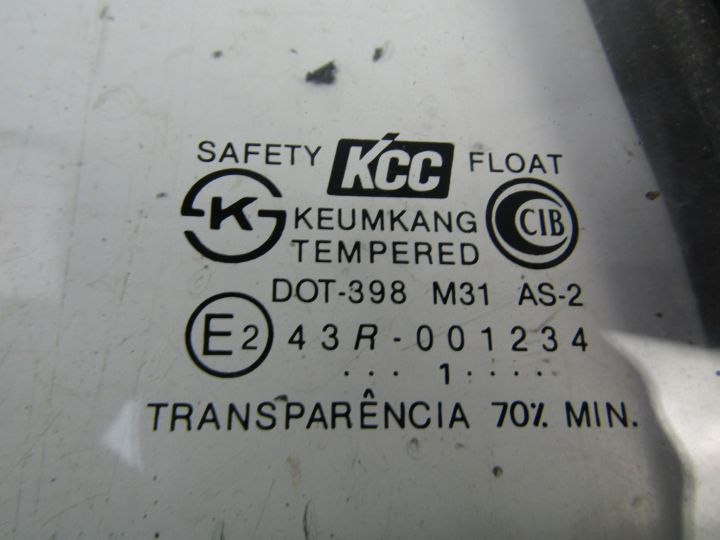 SAFETY KCC FLOAT
K KEUMKANG CIB
TEMPERED
DOT-398 M31 AS-2
E2 43R-001234
... 1 ....
TRANSPARÊNCIA 70% MIN.